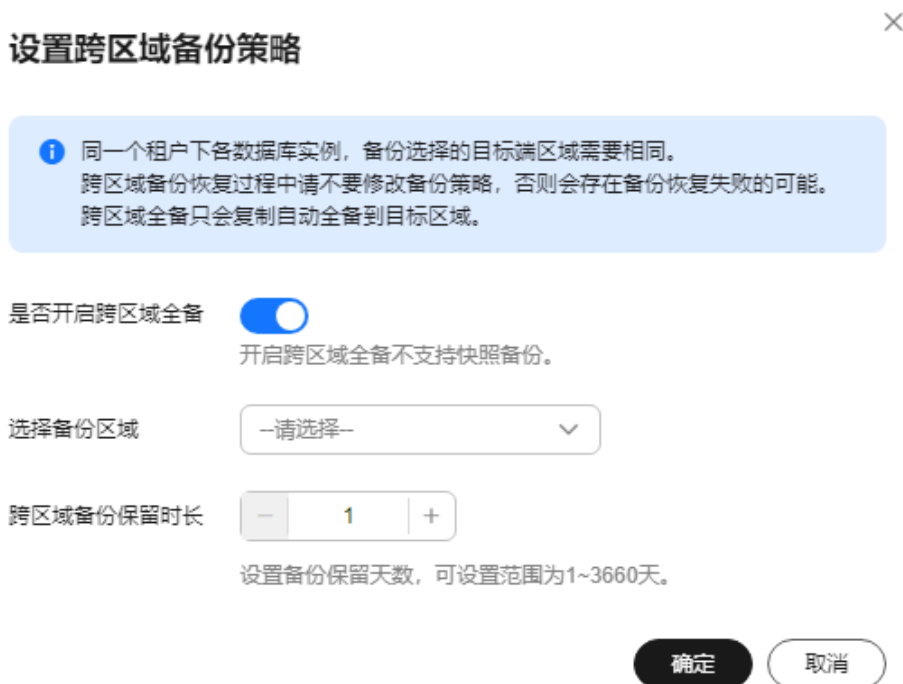 设置跨区域备份策略
同一个租户下各数据库实例，备份选择的目标端区域需要相同。
跨区域备份恢复过程中请不要修改备份策略，否则会存在备份恢复失败的可能。
跨区域全备只会复制自动全备到目标区域。
是否开启跨区域全备
开启跨区域全备不支持快照备份。
选择备份区域
--请选择--
跨区域备份保留时长
1
设置备份保留天数，可设置范围为1~3660天。
确定
取消